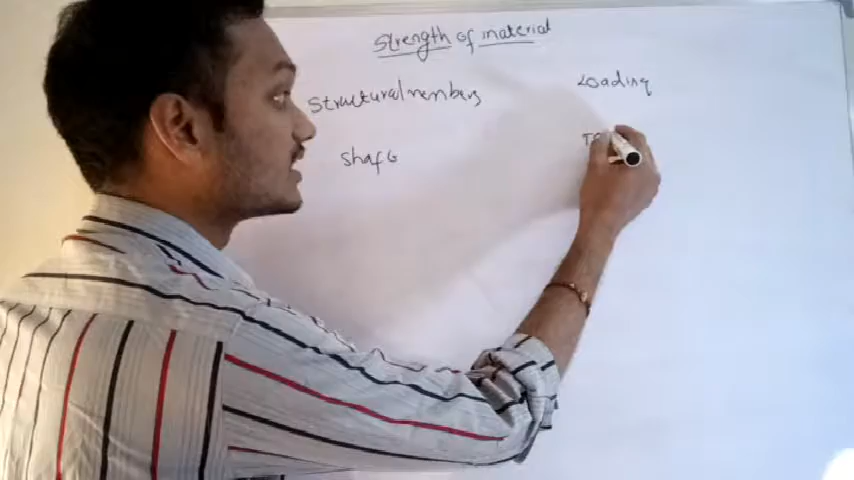 Strength of material
Structural members
Loading
Shaft